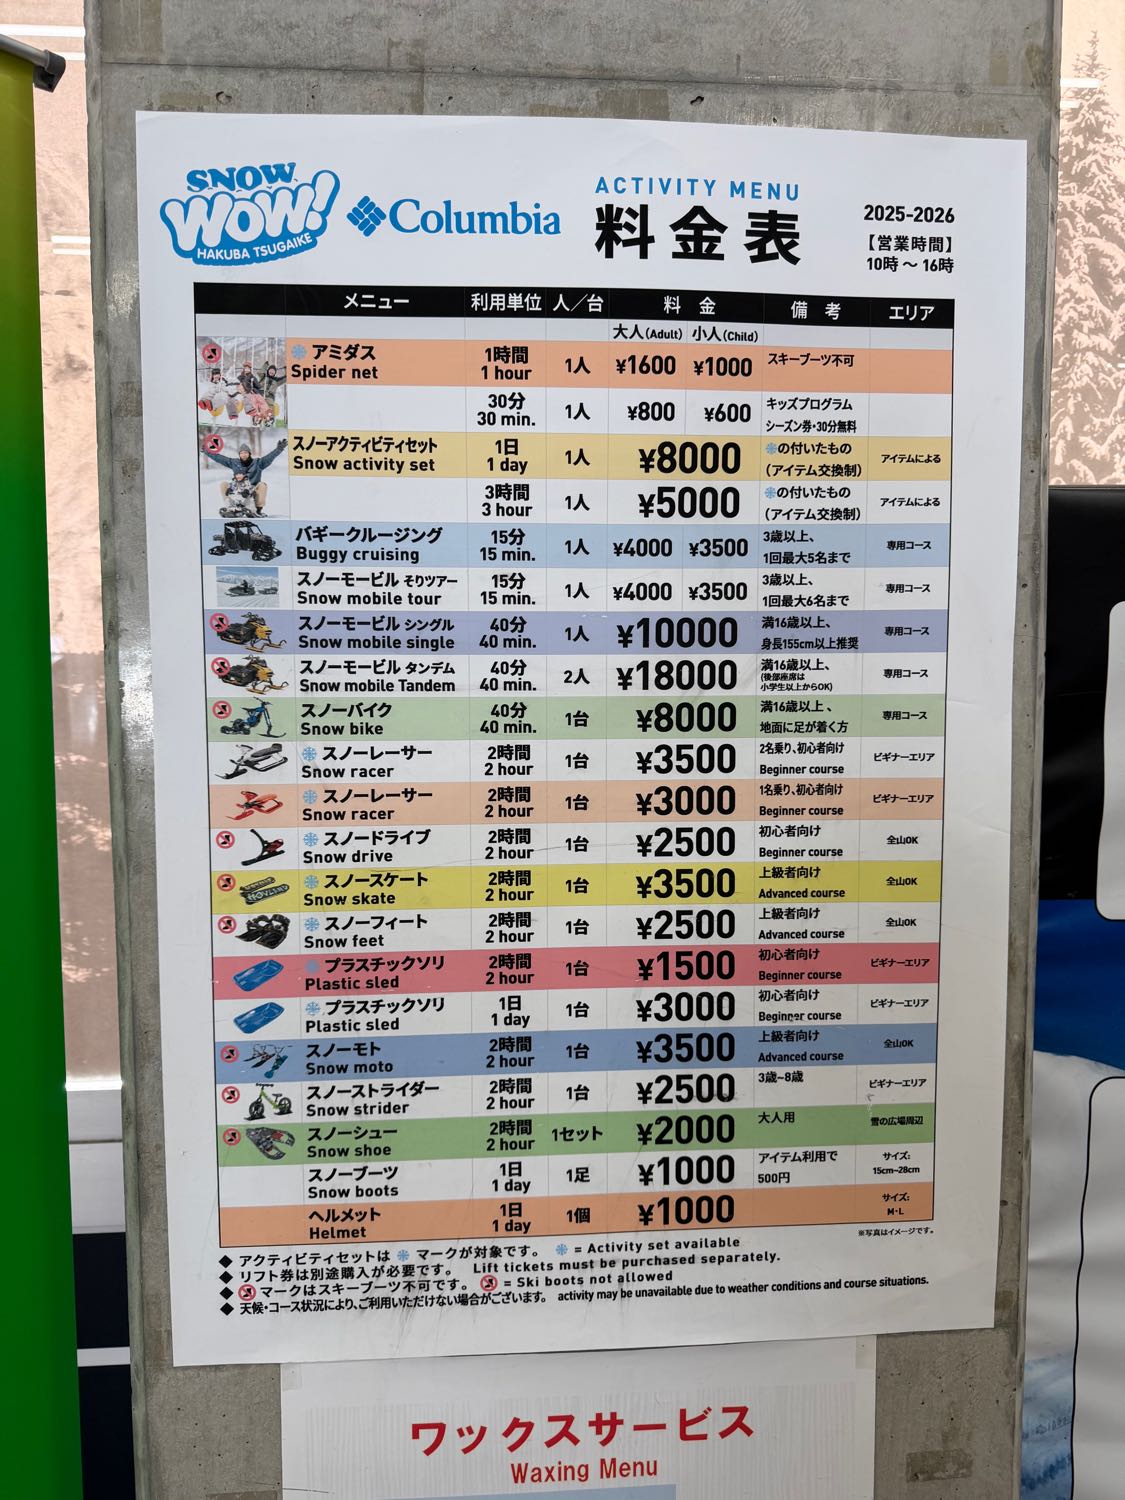 SNOW
WOW!
HAKUBA TSUGAIKE
Columbia
ACTIVITY MENU
料金表
2025-2026
【営業時間】
10時～16時
メニュー 利用単位 人／台 料金 備考 エリア
大人(Adult) 小人(Child)
アミダス 1時間 1人 ¥1600 ¥1000 スキーブーツ不可
Spider net 1 hour
30分 1人 ¥800 ¥600 キッズプログラム
30 min. シーズン券・30分無料
スノーアクティビティセット 1日 1人 ¥8000 ❄の付いたもの アイテムによる
Snow activity set 1 day (アイテム交換制)
3時間 1人 ¥5000 ❄の付いたもの アイテムによる
3 hour (アイテム交換制)
バギークルージング 15分 1人 ¥4000 ¥3500 3歳以上、 専用コース
Buggy cruising 15 min. 1回最大5名まで
スノーモービル そりツアー 15分 1人 ¥4000 ¥3500 3歳以上、 専用コース
Snow mobile tour 15 min. 1回最大6名まで
スノーモービル シングル 40分 1人 ¥10000 満16歳以上、 専用コース
Snow mobile single 40 min. 身長155cm以上推奨
スノーモービル タンデム 40分 2人 ¥18000 満16歳以上、 専用コース
Snow mobile Tandem 40 min. (後部座席は
小学生以上からOK)
スノーバイク 40分 1台 ¥8000 満16歳以上、 専用コース
Snow bike 40 min. 地面に足が着く方
❄ スノーレーサー 2時間 1台 ¥3500 2名乗り、初心者向け ビギナーエリア
Snow racer 2 hour Beginner course
❄ スノーレーサー 2時間 1台 ¥3000 1名乗り、初心者向け ビギナーエリア
Snow racer 2 hour Beginner course
❄ スノードライブ 2時間 1台 ¥2500 初心者向け 全山OK
Snow drive 2 hour Beginner course
❄ スノースケート 2時間 1台 ¥3500 上級者向け 全山OK
Snow skate 2 hour Advanced course
❄ スノーフィート 2時間 1台 ¥2500 上級者向け 全山OK
Snow feet 2 hour Advanced course
❄ プラスチックソリ 2時間 1台 ¥1500 初心者向け ビギナーエリア
Plastic sled 2 hour Beginner course
❄ プラスチックソリ 1日 1台 ¥3000 初心者向け ビギナーエリア
Plastic sled 1 day Beginner course
スノーモト 2時間 1台 ¥3500 上級者向け 全山OK
Snow moto 2 hour Advanced course
スノーストライダー 2時間 1台 ¥2500 3歳~8歳 ビギナーエリア
Snow strider 2 hour
スノーシュー 2時間 1セット ¥2000 大人用 雪の広場周辺
Snow shoe 2 hour
スノーブーツ 1日 1足 ¥1000 アイテム利用で サイズ:
Snow boots 1 day 500円 15cm~28cm
ヘルメット 1日 1個 ¥1000 サイズ:
Helmet 1 day M・L
※写真はイメージです。
◆ アクティビティセットは ❄ マークが対象です。 ❄ = Activity set available
◆ リフト券は別途購入が必要です。 Lift tickets must be purchased separately.
◆ マークはスキーブーツ不可です。 = Ski boots not allowed
◆ 天候・コース状況により、ご利用いただけない場合がございます。 activity may be unavailable due to weather conditions and course situations.
ワックスサービス
Waxing Menu